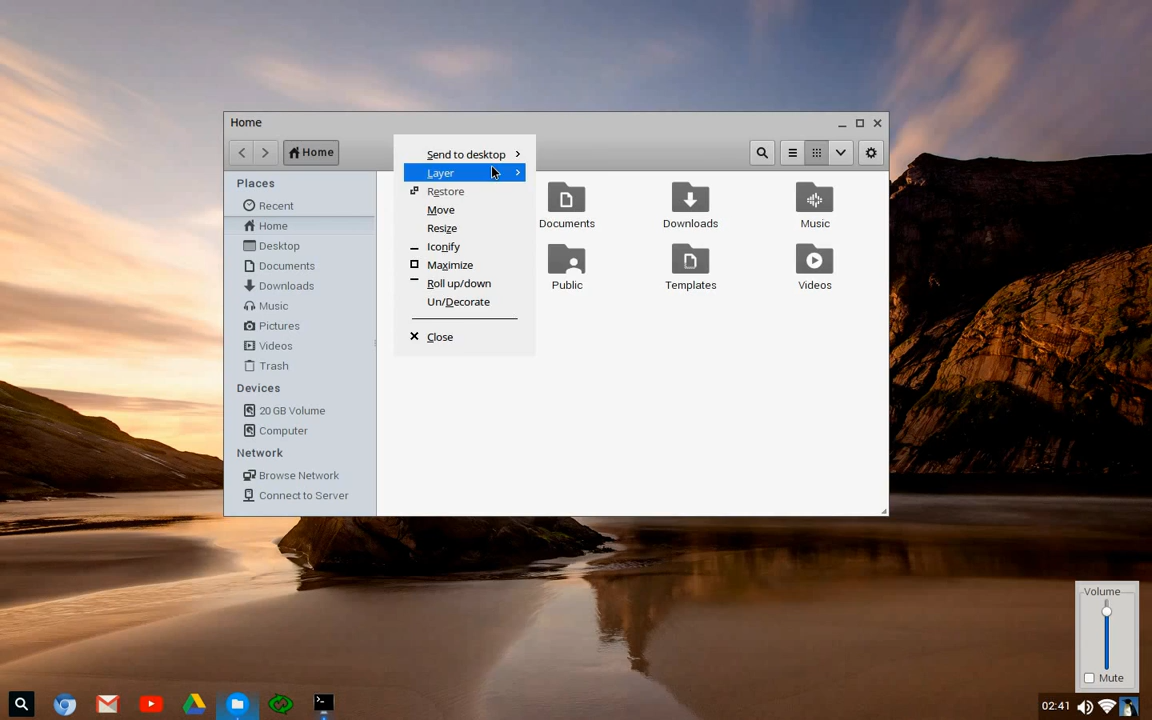 Home
Home
Send to desktop
Layer
Restore
Move
Resize
Iconify
Maximize
Roll up/down
Un/Decorate
Close
Places
Recent
Home
Desktop
Documents
Downloads
Music
Pictures
Videos
Trash
Devices
20 GB Volume
Computer
Network
Browse Network
Connect to Server
Documents
Downloads
Music
Public
Templates
Videos
Volume
Mute
02:41